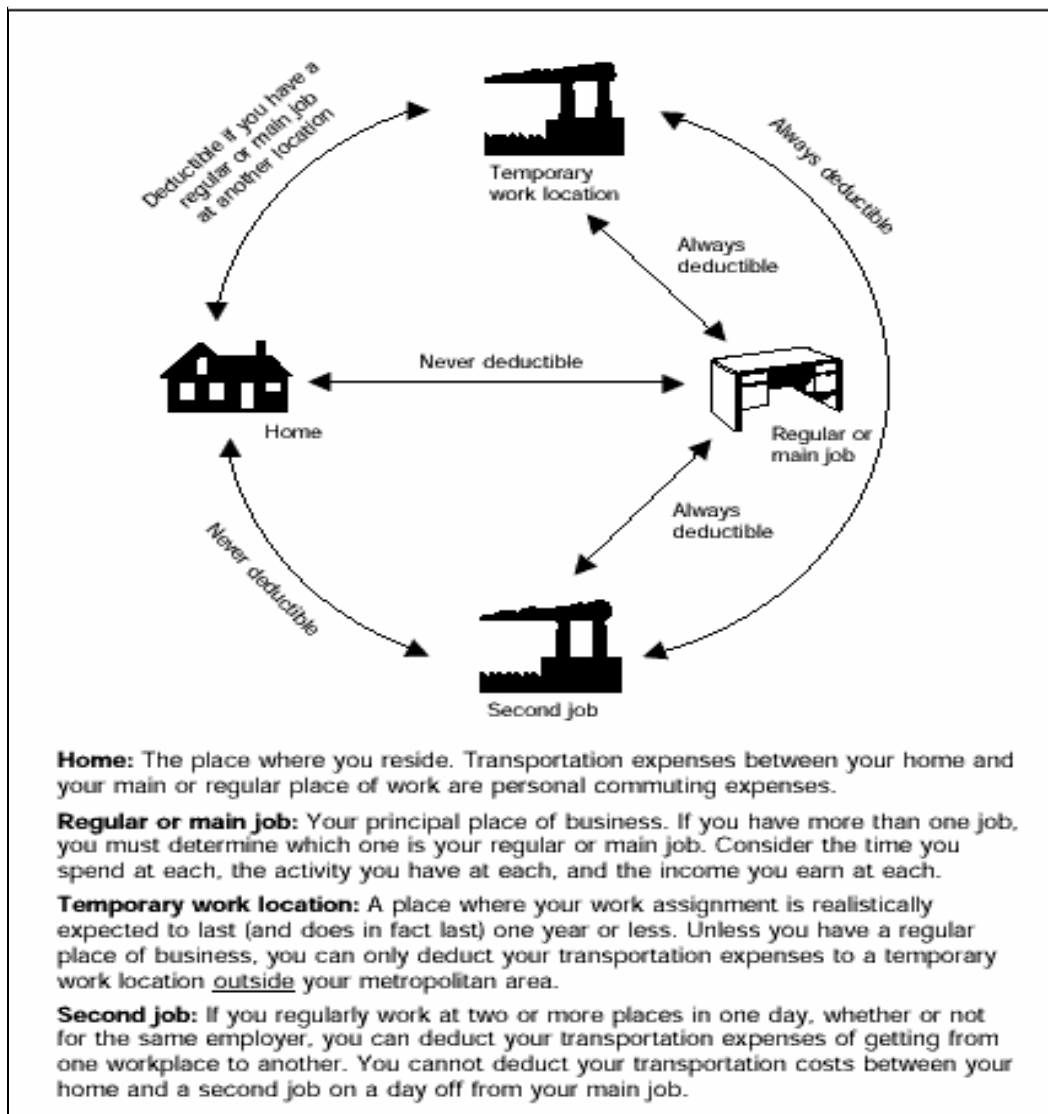 Deductible if you have a
regular or main job
at another location
Temporary
work location
Always deductible
Always
deductible
Never deductible
Home
Regular or
main job
Always
deductible
Never deductible
Second job
Home: The place where you reside. Transportation expenses between your home and
your main or regular place of work are personal commuting expenses.
Regular or main job: Your principal place of business. If you have more than one job,
you must determine which one is your regular or main job. Consider the time you
spend at each, the activity you have at each, and the income you earn at each.
Temporary work location: A place where your work assignment is realistically
expected to last (and does in fact last) one year or less. Unless you have a regular
place of business, you can only deduct your transportation expenses to a temporary
work location outside your metropolitan area.
Second job: If you regularly work at two or more places in one day, whether or not
for the same employer, you can deduct your transportation expenses of getting from
one workplace to another. You cannot deduct your transportation costs between your
home and a second job on a day off from your main job.